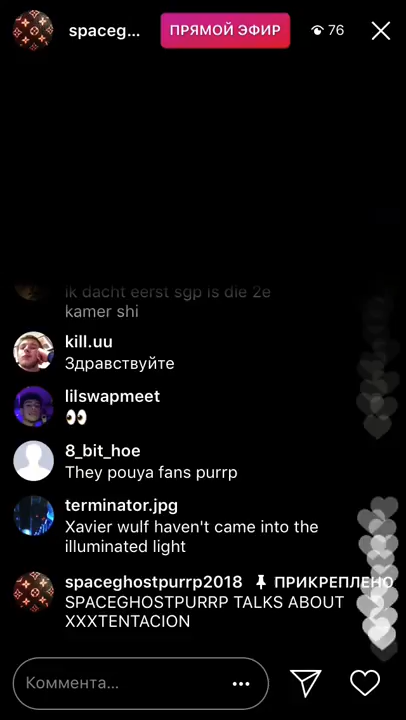 spaceg...
ПРЯМОЙ ЭФИР
76
ik dacht eerst sgp is die 2e
kamer shi
kill.uu
Здравствуйте
lilswapmeet
👀
8_bit_hoe
They pouya fans purrp
terminator.jpg
Xavier wulf haven't came into the
illuminated light
spaceghostpurrp2018 📌 ПРИКРЕПЛЕНО
SPACEGHOSTPURRP TALKS ABOUT
XXXTENTACION
Коммента...